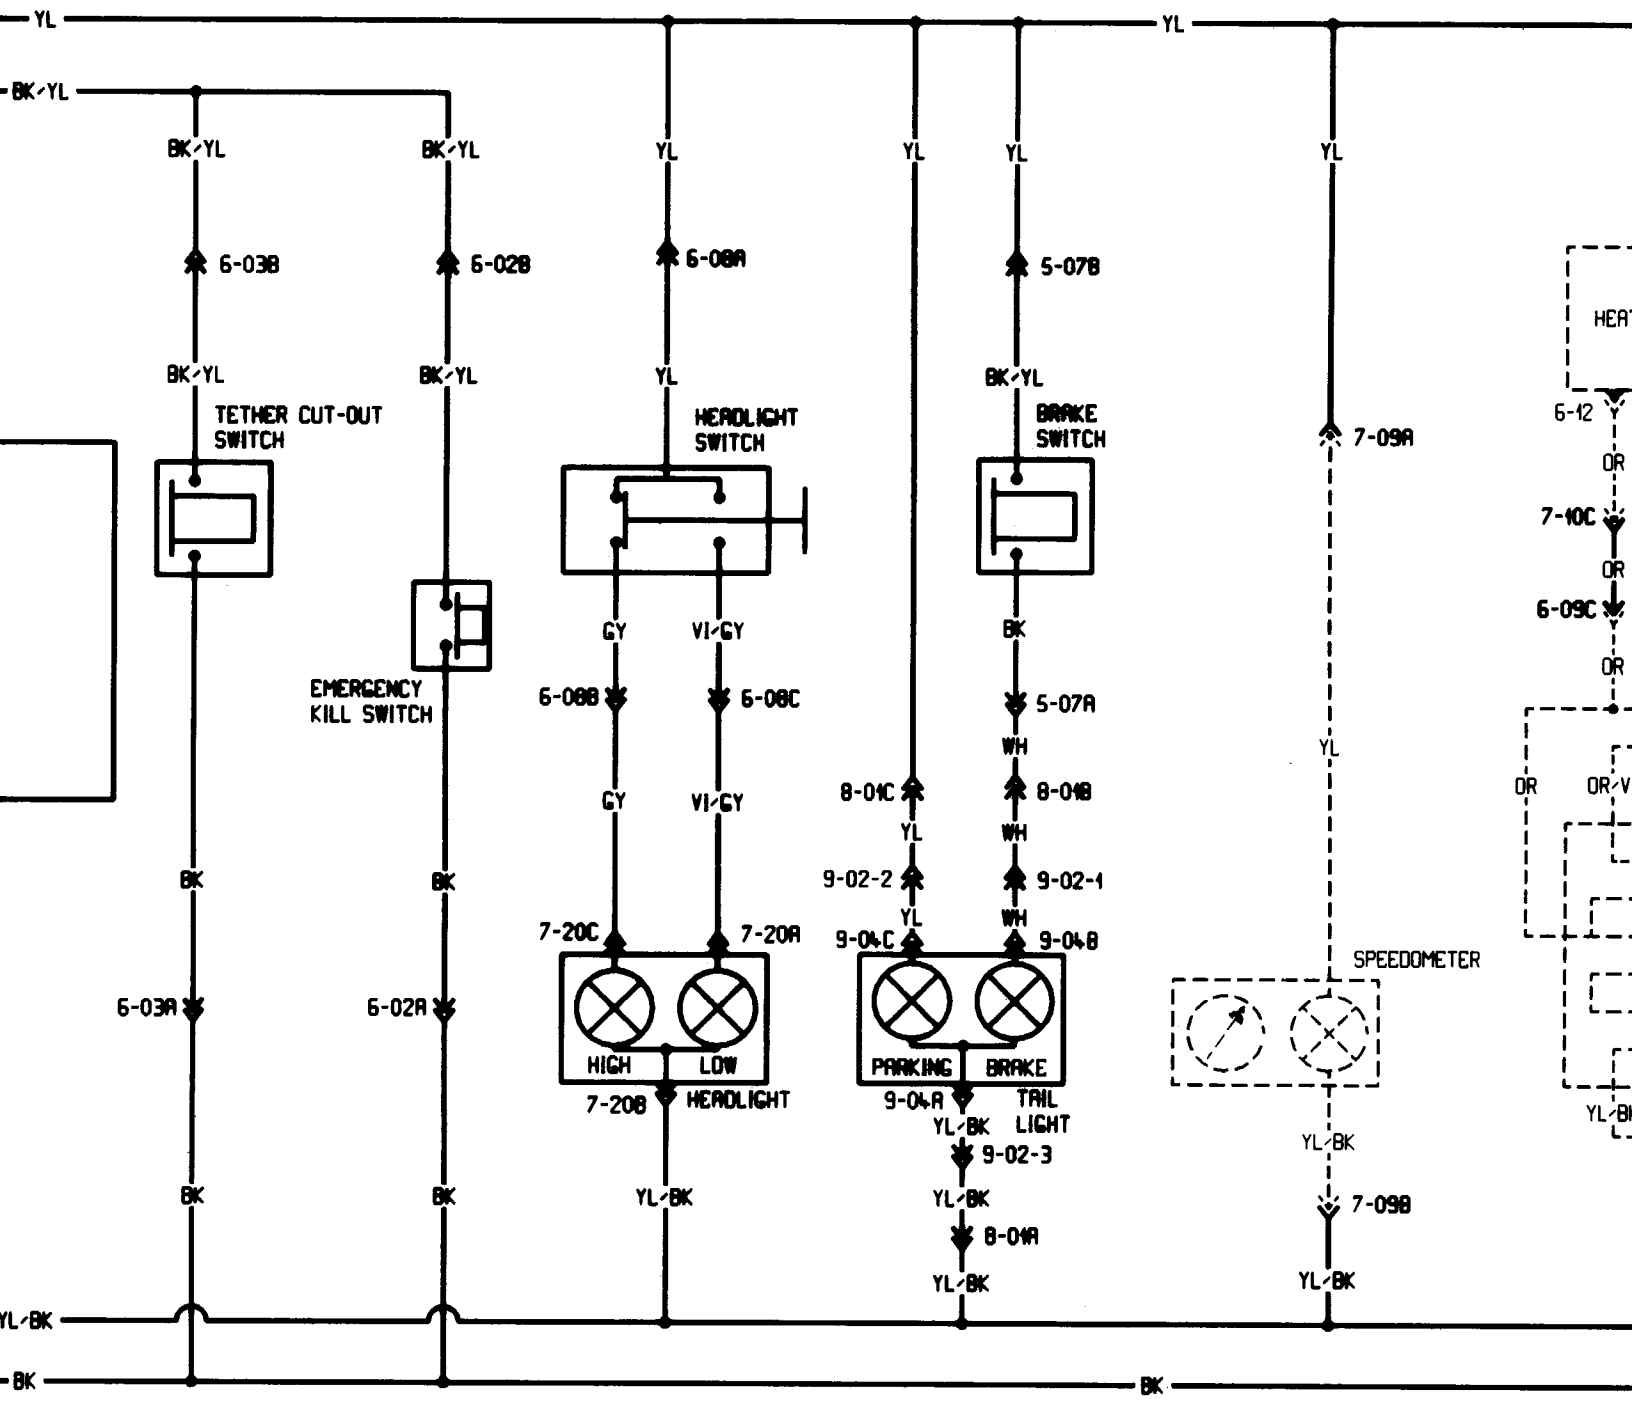 YL
YL
BK/YL
BK/YL
BK/YL
YL
YL
YL
YL
6-03B
6-02B
6-08A
5-07B
BK/YL
BK/YL
YL
BK/YL
TETHER CUT-OUT
SWITCH
HEADLIGHT
SWITCH
BRAKE
SWITCH
7-09A
6-12
OR
7-10C
OR
6-09C
OR
GY
VI/GY
BK
EMERGENCY
KILL SWITCH
6-08B
6-08C
5-07A
WH
YL
GY
VI/GY
8-01C
8-01B
OR
OR/V
YL
WH
BK
BK
9-02-2
9-02-1
YL
WH
7-20C
7-20A
9-04C
9-04B
SPEEDOMETER
6-03A
6-02A
HIGH
LOW
PARKING
BRAKE
7-20B
HEADLIGHT
9-04A
TAIL
LIGHT
YL/BK
9-02-3
YL/BK
BK
BK
YL/BK
YL/BK
7-09B
8-01A
YL/BK
YL/BK
YL/BK
BK
BK